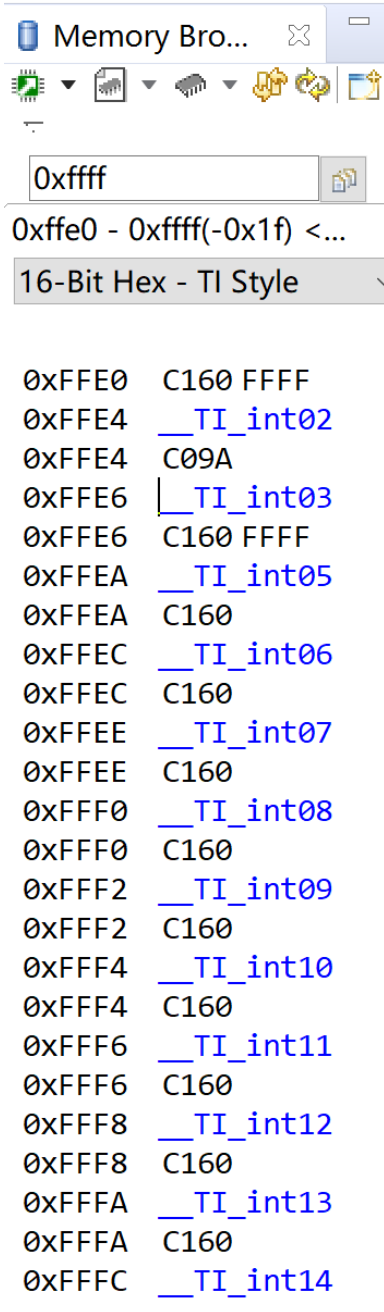 Memory Bro...
0xffff
0xffe0 - 0xffff(-0x1f) <...
16-Bit Hex - TI Style
0xFFE0 C160 FFFF
0xFFE4 __TI_int02
0xFFE4 C09A
0xFFE6 __TI_int03
0xFFE6 C160 FFFF
0xFFEA __TI_int05
0xFFEA C160
0xFFEC __TI_int06
0xFFEC C160
0xFFEE __TI_int07
0xFFEE C160
0xFFF0 __TI_int08
0xFFF0 C160
0xFFF2 __TI_int09
0xFFF2 C160
0xFFF4 __TI_int10
0xFFF4 C160
0xFFF6 __TI_int11
0xFFF6 C160
0xFFF8 __TI_int12
0xFFF8 C160
0xFFFA __TI_int13
0xFFFA C160
0xFFFC __TI_int14